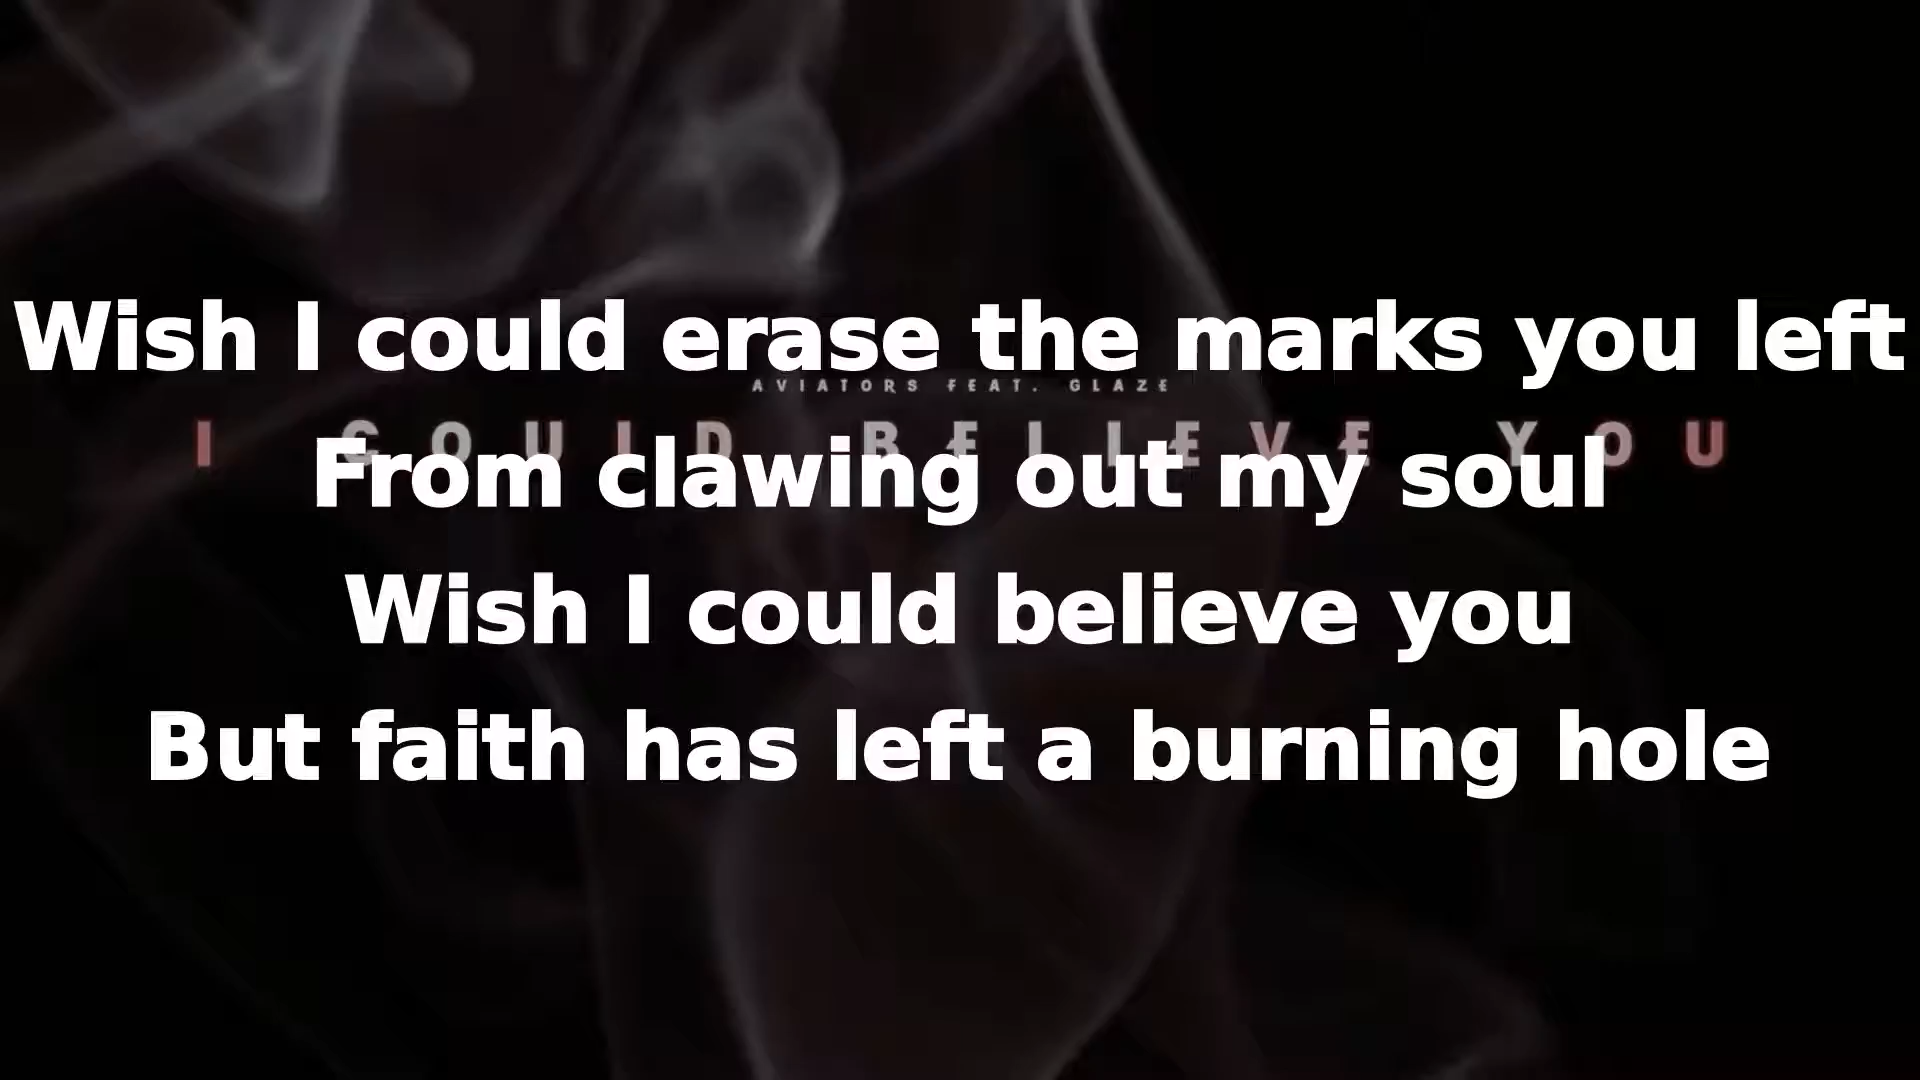 Wish I could erase the marks you left
AVIATORS FEAT. GLAZE
I COULD BELIEVE YOU
From clawing out my soul
Wish I could believe you
But faith has left a burning hole